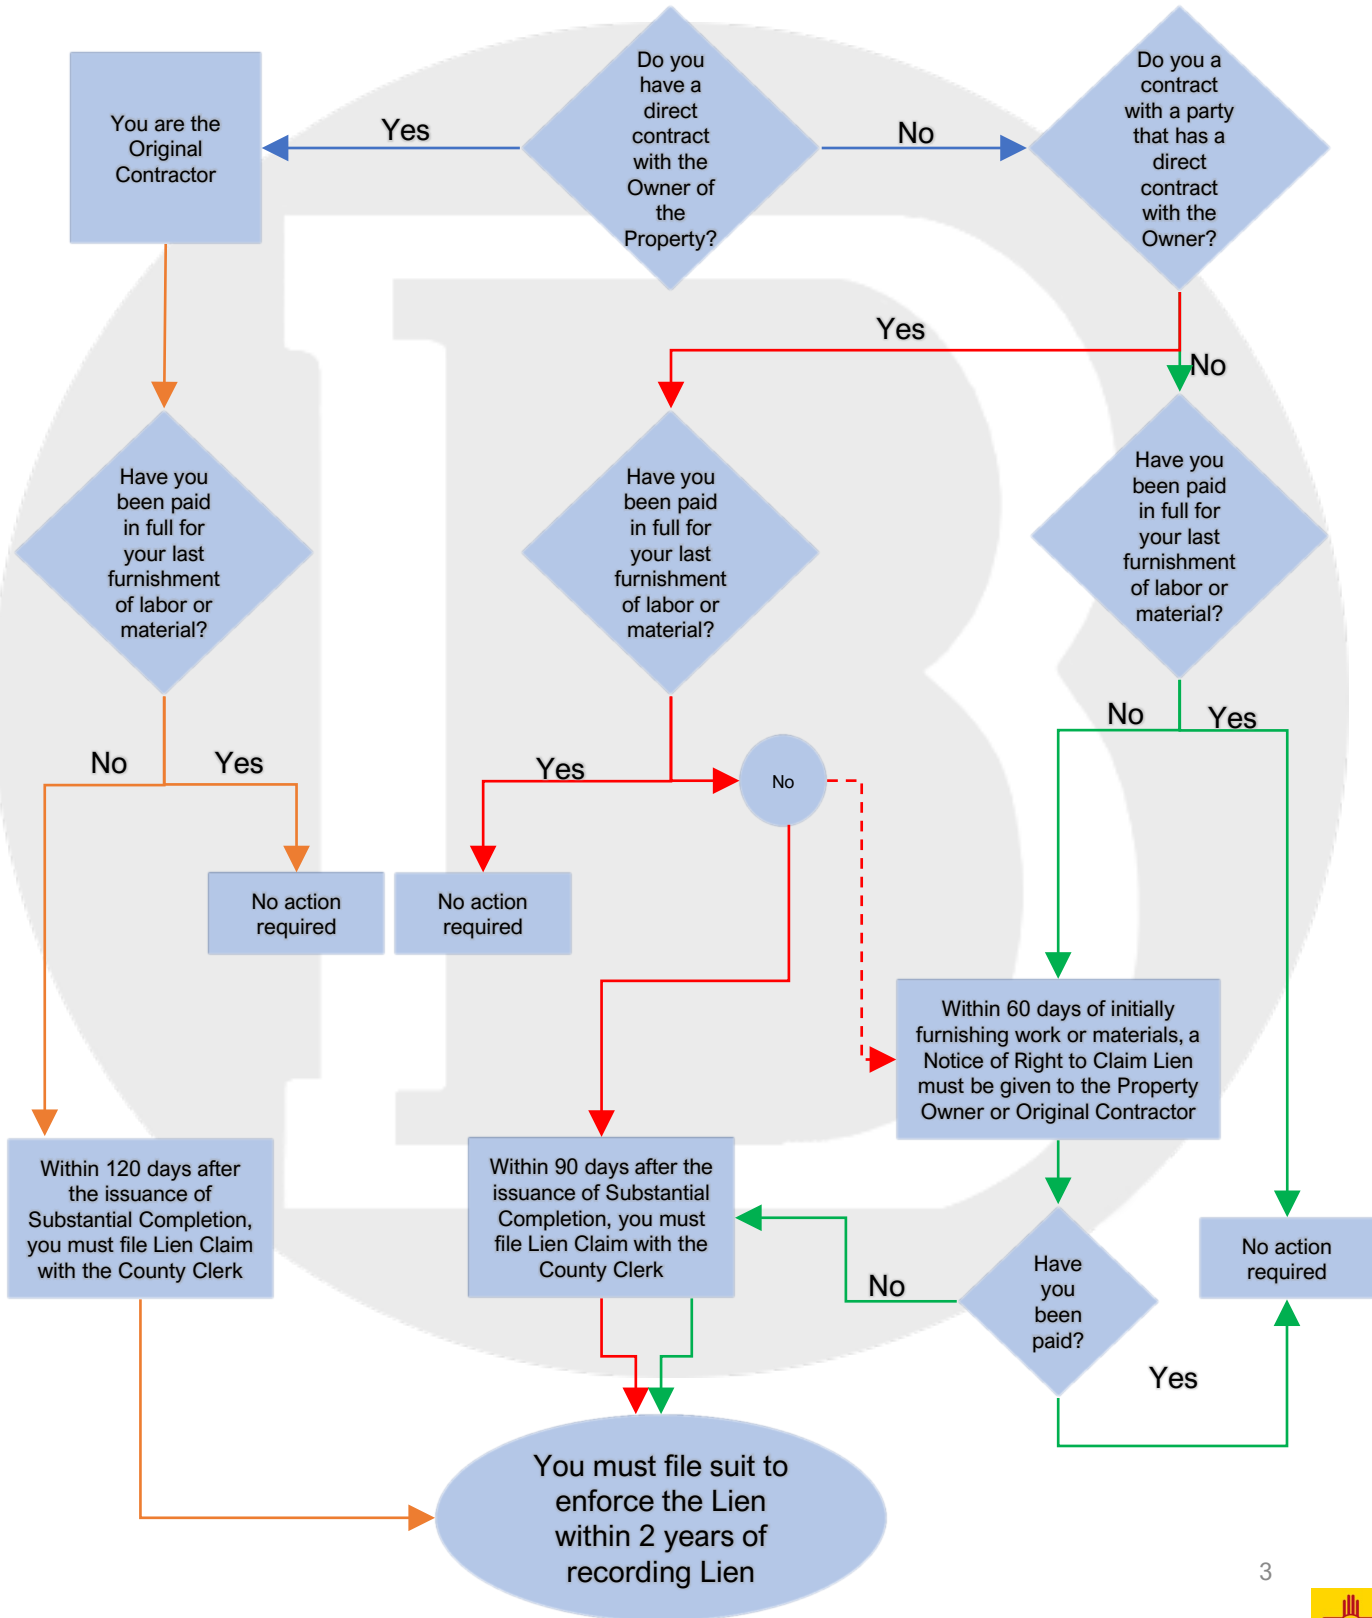 You are the
Original
Contractor
Yes
Do you
have a
direct
contract
with the
Owner of
the
Property?
No
Do you a
contract
with a party
that has a
direct
contract
with the
Owner?
Yes
No
Have you
been paid
in full for
your last
furnishment
of labor or
material?
Have you
been paid
in full for
your last
furnishment
of labor or
material?
Have you
been paid
in full for
your last
furnishment
of labor or
material?
No
Yes
Yes
No
No
Yes
No action
required
No action
required
Within 60 days of initially
furnishing work or materials, a
Notice of Right to Claim Lien
must be given to the Property
Owner or Original Contractor
Within 120 days after
the issuance of
Substantial Completion,
you must file Lien Claim
with the County Clerk
Within 90 days after the
issuance of Substantial
Completion, you must
file Lien Claim with the
County Clerk
No
Have
you
been
paid?
No action
required
Yes
You must file suit to
enforce the Lien
within 2 years of
recording Lien
3